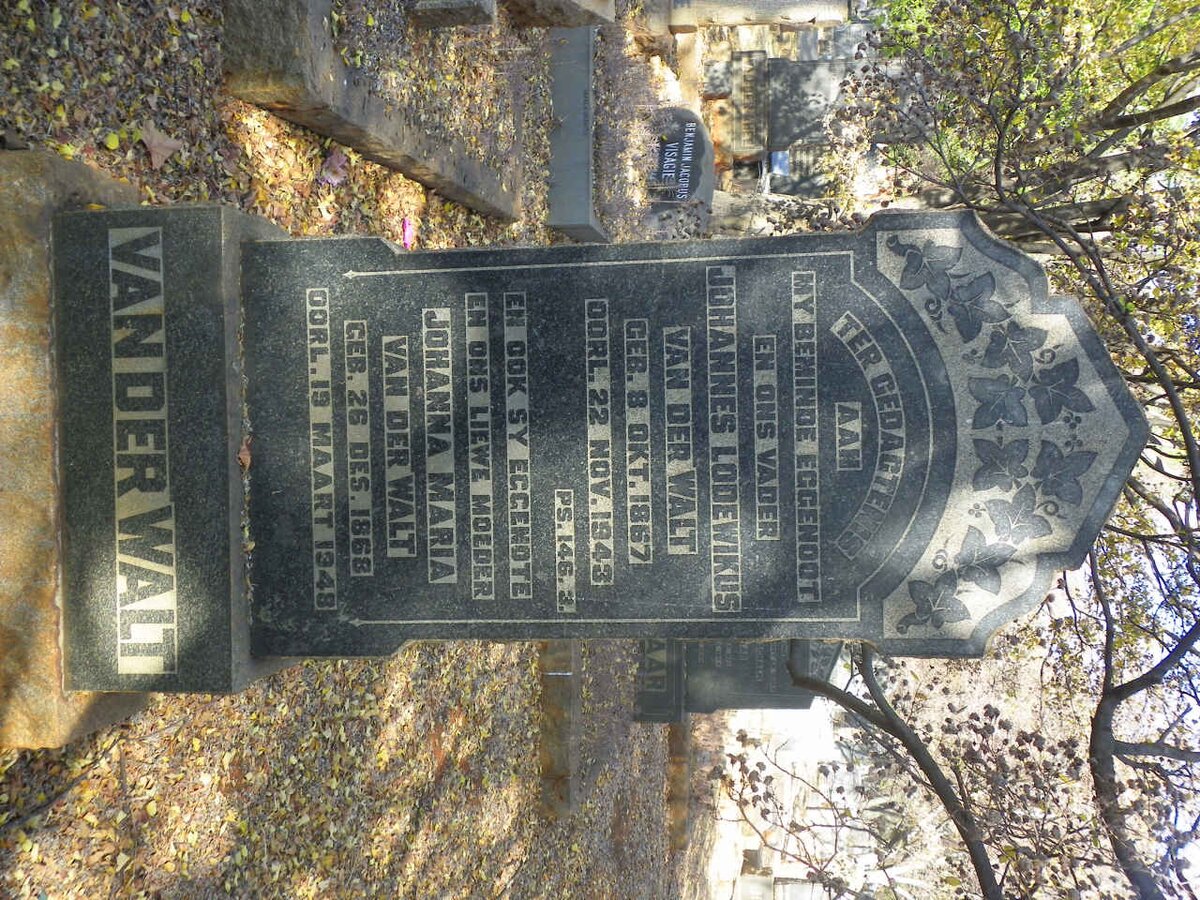 TER GEDAGTENIS
AAN
MY BEMINDE EGGENOOT
EN ONS VADER
JOHANNES LODEVIKUS
VAN DER WALT
GEB. 8 OKT. 1867
OORL. 22 NOV. 1943
PS. 146.3
EN OOK SY EGGENOTE
EN ONS LIEWE MOEDER
JOHANNA MARIA
VAN DER WALT
GEB. 26 DES. 1868
OORL. 19 MAART 1948
VAN DER WALT
BENJAMIN JACOBUS
VISAGIE